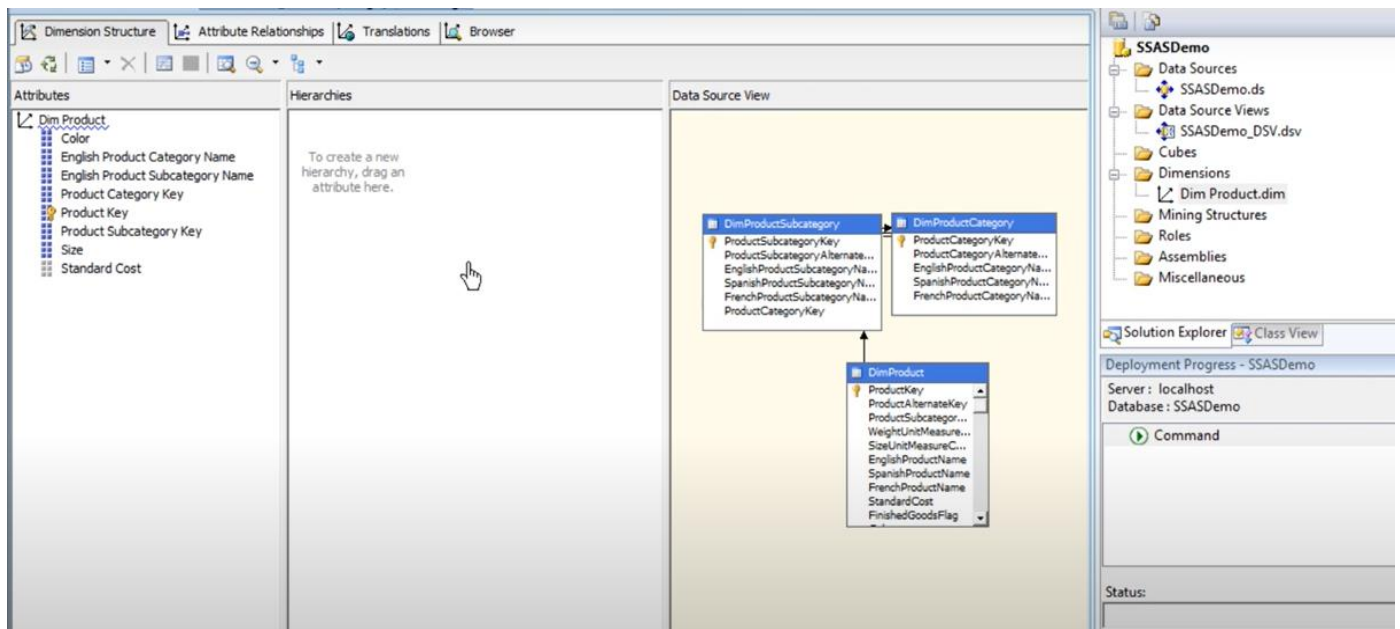 Dimension Structure
Attribute Relationships
Translations
Browser
Attributes
Dim Product
Color
English Product Category Name
English Product Subcategory Name
Product Category Key
Product Key
Product Subcategory Key
Size
Standard Cost
Hierarchies
To create a new
hierarchy, drag an
attribute here.
Data Source View
DimProductSubcategory
ProductSubcategoryKey
ProductSubcategoryAlternate...
EnglishProductSubcategoryNa...
SpanishProductSubcategoryN...
FrenchProductSubcategoryNa...
ProductCategoryKey
DimProductCategory
ProductCategoryKey
ProductCategoryAlternate...
EnglishProductCategoryNa...
SpanishProductCategoryN...
FrenchProductCategoryNa...
DimProduct
ProductKey
ProductAlternateKey
ProductSubcategor...
WeightUnitMeasure...
SizeUnitMeasureC...
EnglishProductName
SpanishProductName
FrenchProductName
StandardCost
FinishedGoodsFlag
SSASDemo
Data Sources
SSASDemo.ds
Data Source Views
SSASDemo_DSV.dsv
Cubes
Dimensions
Dim Product.dim
Mining Structures
Roles
Assemblies
Miscellaneous
Solution Explorer
Class View
Deployment Progress - SSASDemo
Server : localhost
Database : SSASDemo
Command
Status: